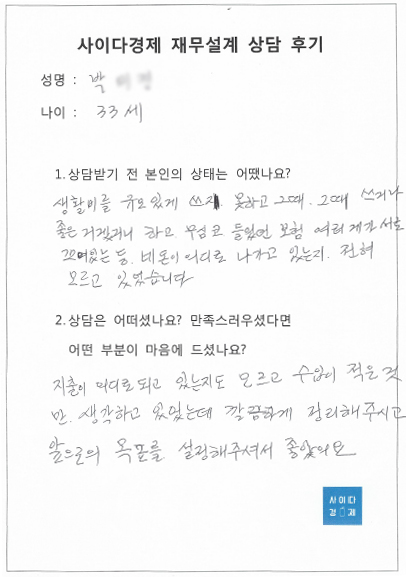 사이다경제 재무설계 상담 후기
성명 : 박
나이 : 33세
1.상담받기 전 본인의 상태는 어땠나요?
생활비를 규모있게 쓰지 못하고 그때. 그때 쓰거나
좋은 거겠거니 하고 무심코 들었던 보험 여러개가 서로
있는 등. 내돈이 어디로 나가고 있는지. 전혀
모르고 있었습니다
2.상담은 어떠셨나요? 만족스러우셨다면
어떤 부분이 마음에 드셨나요?
지출이 어디로 되고 있는지도 모르고 수입이 적은 것
만. 생각하고 있었는데 깔끔하게 정리해주시고
앞으로의 목표를 설정해주셔서 좋았어요
사이다
경제